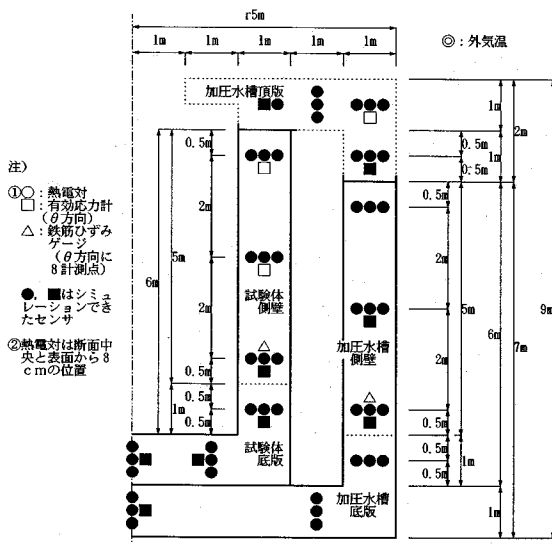 r5m
1m
1m
1m
1m
1m
◎：外気温
加圧水槽頂版
1m
2m
0.5m
1m
0.5m
0.5m
2m
2m
0.5m
0.5m
0.5m
5m
6m
1m
0.5m
2m
2m
0.5m
0.5m
0.5m
5m
1m
6m
1m
7m
9m
試験体
側壁
加圧水槽
側壁
試験体
底版
加圧水槽
底版
注）
①○：熱電対
□：有効応力計
（θ方向）
△：鉄筋ひずみ
ゲージ
（θ方向に
8計測点）
●，■はシミュ
レーションでき
たセンサ
②熱電対は断面中
央と表面から8
cmの位置